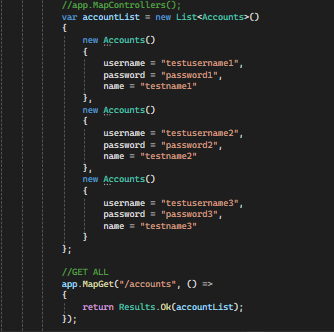 //app.MapControllers();
var accountList = new List<Accounts>()
{
new Accounts()
{
username = "testusername1",
password = "password1",
name = "testname1"
},
new Accounts()
{
username = "testusername2",
password = "password2",
name = "testname2"
},
new Accounts()
{
username = "testusername3",
password = "password3",
name = "testname3"
}
};
//GET ALL
app.MapGet("/accounts", () =>
{
return Results.Ok(accountList);
});